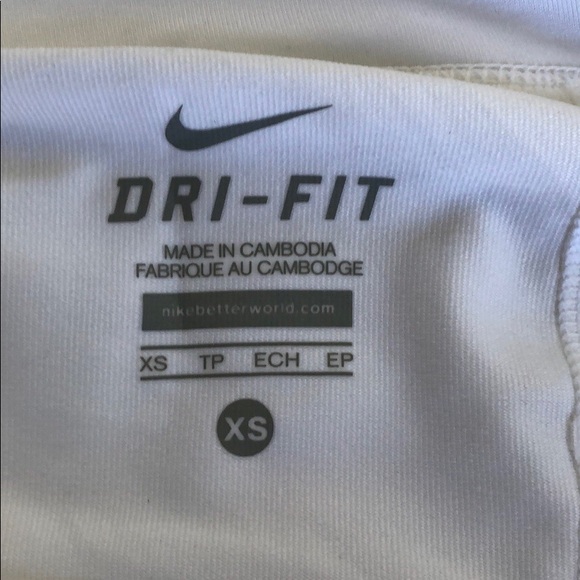 DRI-FIT
MADE IN CAMBODIA
FABRIQUE AU CAMBODGE
nikebetterworld.com
XS TP ECH EP
XS